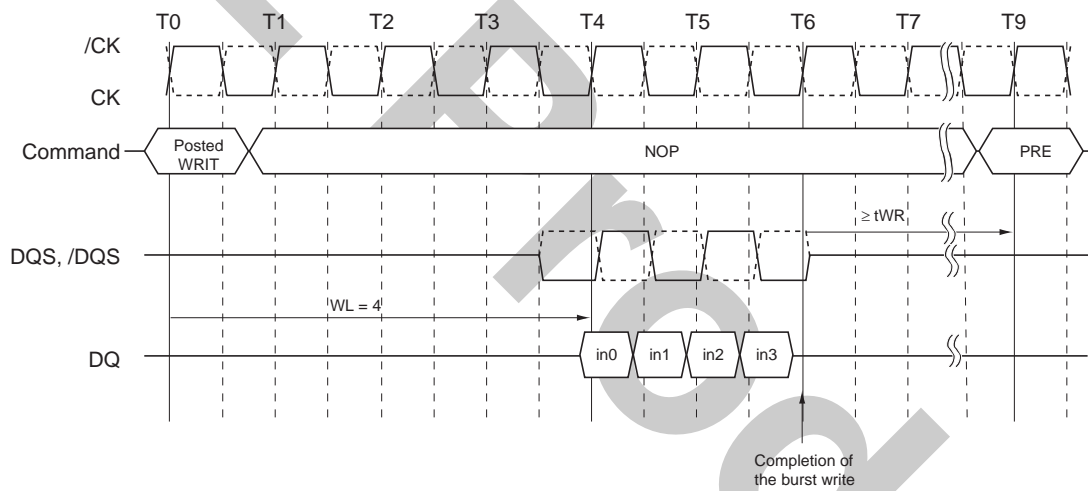 T0 T1 T2 T3 T4 T5 T6 T7 T9
/CK
CK
Command
Posted
WRIT
NOP
PRE
≥ tWR
DQS, /DQS
WL = 4
DQ
in0 in1 in2 in3
Completion of
the burst write